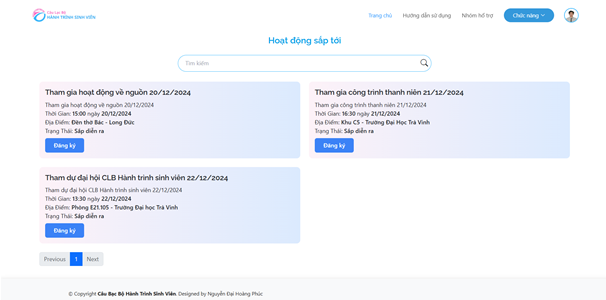 Câu Lạc Bộ
HÀNH TRÌNH SINH VIÊN
Trang chủ
Hướng dẫn sử dụng
Nhóm hỗ trợ
Chức năng
Hoạt động sắp tới
Tìm kiếm
Tham gia hoạt động về nguồn 20/12/2024
Tham gia hoạt động về nguồn 20/12/2024
Thời Gian: 15:00 ngày 20/12/2024
Địa Điểm: Đền thờ Bác - Long Đức
Trạng Thái: Sắp diễn ra
Đăng ký
Tham gia công trình thanh niên 21/12/2024
Tham gia công trình thanh niên 21/12/2024
Thời Gian: 16:30 ngày 21/12/2024
Địa Điểm: Khu C5 - Trường Đại Học Trà Vinh
Trạng Thái: Sắp diễn ra
Đăng ký
Tham dự đại hội CLB Hành trình sinh viên 22/12/2024
Tham dự đại hội CLB Hành trình sinh viên 22/12/2024
Thời Gian: 13:30 ngày 22/12/2024
Địa Điểm: Phòng E21.105 - Trường Đại học Trà Vinh
Trạng Thái: Sắp diễn ra
Đăng ký
Previous 1 Next
© Copyright Câu Bạc Bộ Hành Trình Sinh Viên. Designed by Nguyễn Đại Hoàng Phúc